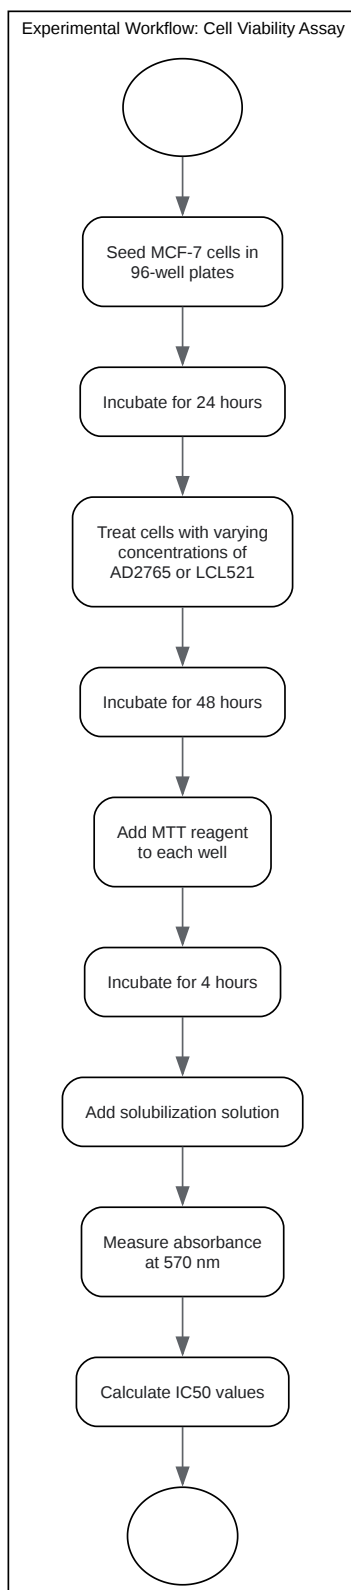 Experimental Workflow: Cell Viability Assay
Seed MCF-7 cells in
96-well plates
Incubate for 24 hours
Treat cells with varying
concentrations of
AD2765 or LCL521
Incubate for 48 hours
Add MTT reagent
to each well
Incubate for 4 hours
Add solubilization solution
Measure absorbance
at 570 nm
Calculate IC50 values